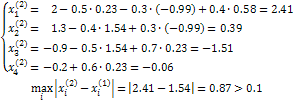 x₁⁽²⁾ = 2 − 0.5 · 0.23 − 0.3 · (−0.99) + 0.4 · 0.58 = 2.41
x₂⁽²⁾ = 1.3 − 0.4 · 1.54 + 0.3 · (−0.99) = 0.39
x₃⁽²⁾ = −0.9 − 0.5 · 1.54 + 0.7 · 0.23 = −1.51
x₄⁽²⁾ = −0.2 + 0.6 · 0.23 = −0.06
max_i |x_i⁽²⁾ − x_i⁽¹⁾| = |2.41 − 1.54| = 0.87 > 0.1